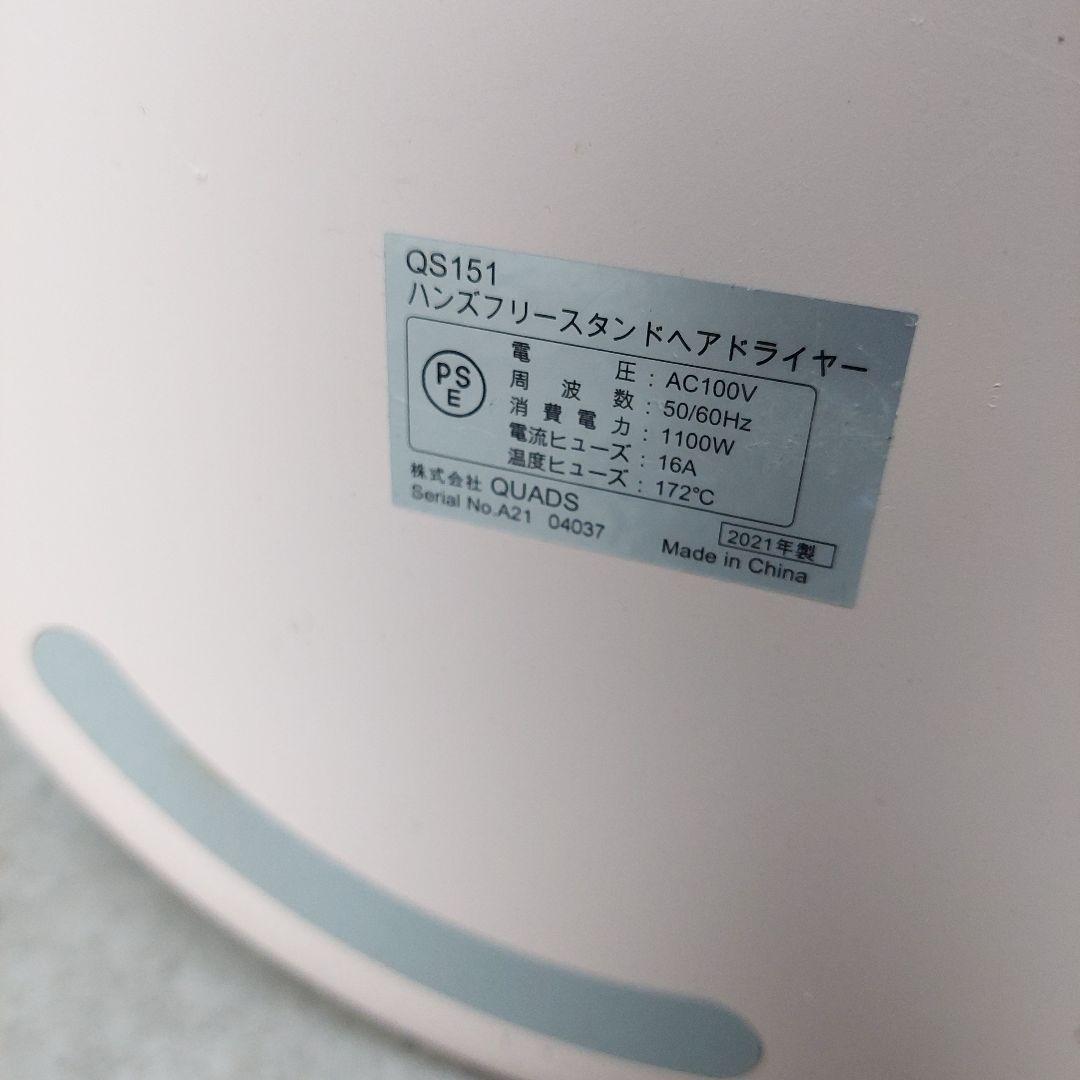 QS151
ハンズフリースタンドヘアドライヤー
PS
E
電圧：AC100V
周波数：50/60Hz
消費電力：1100W
電流ヒューズ：16A
温度ヒューズ：172℃
株式会社 QUADS
Serial No.A21 04037
2021年製
Made in China